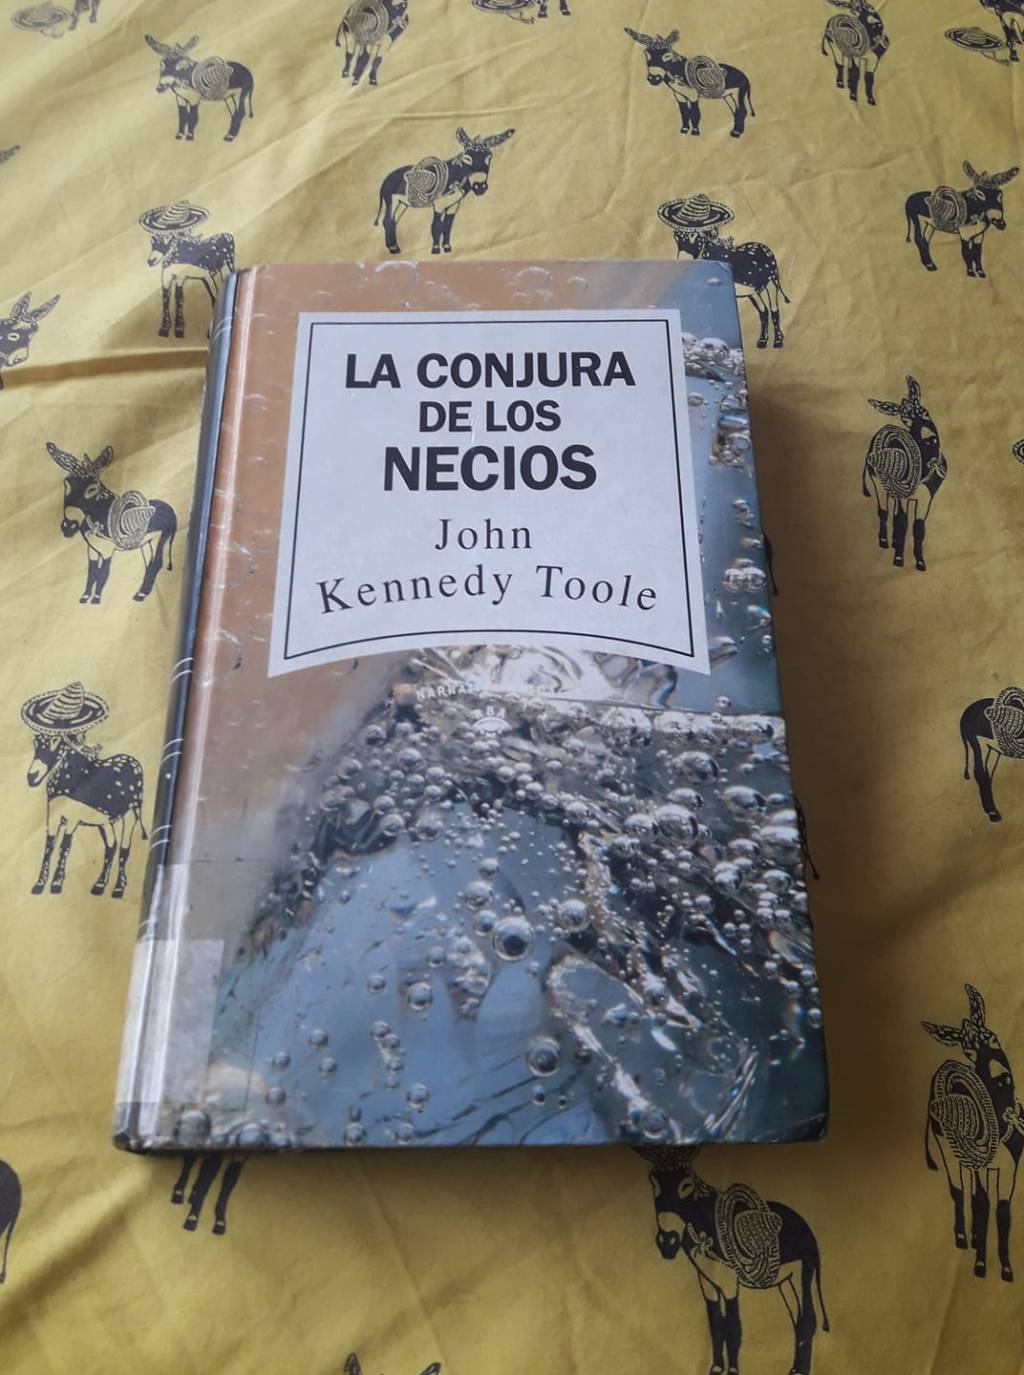 LA CONJURA
DE LOS
NECIOS
John
Kennedy Toole